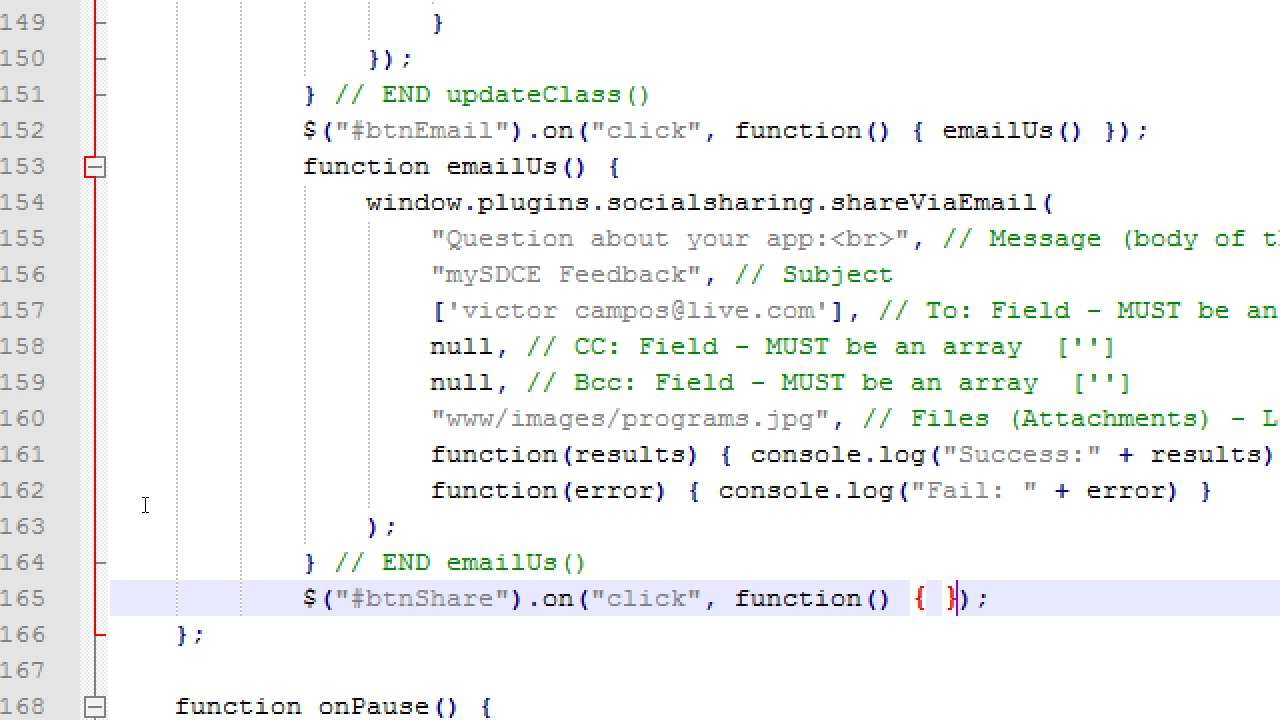 149 }
150 });
151 } // END updateClass()
152 $("#btnEmail").on("click", function() { emailUs() });
153 function emailUs() {
154 window.plugins.socialsharing.shareViaEmail(
155 "Question about your app:<br>", // Message (body of
156 "mySDCE Feedback", // Subject
157 ['victor campos@live.com'], // To: Field - MUST be an
158 null, // CC: Field - MUST be an array ['']
159 null, // Bcc: Field - MUST be an array ['']
160 "www/images/programs.jpg", // Files (Attachments) -
161 function(results) { console.log("Success:" + results)
162 function(error) { console.log("Fail: " + error) }
163 );
164 } // END emailUs()
165 $("#btnShare").on("click", function() { });
166 };
167
168 function onPause() {